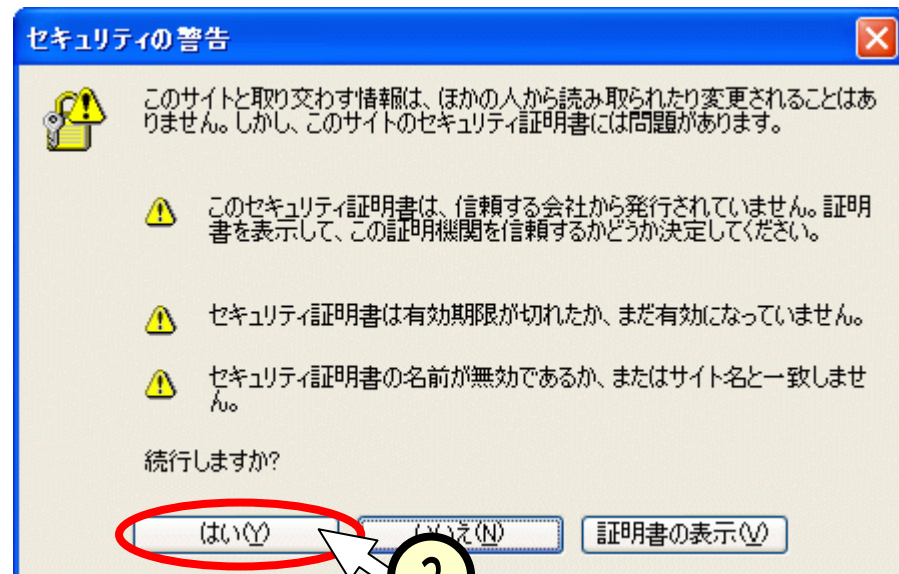 セキュリティの警告
このサイトと取り交わす情報は、ほかの人から読み取られたり変更されることはあ
りません。しかし、このサイトのセキュリティ証明書には問題があります。
このセキュリティ証明書は、信頼する会社から発行されていません。証明
書を表示して、この証明機関を信頼するかどうか決定してください。
セキュリティ証明書は有効期限が切れたか、まだ有効になっていません。
セキュリティ証明書の名前が無効であるか、またはサイト名と一致しませ
ん。
続行しますか?
はい(Y) いいえ(N) 証明書の表示(V)